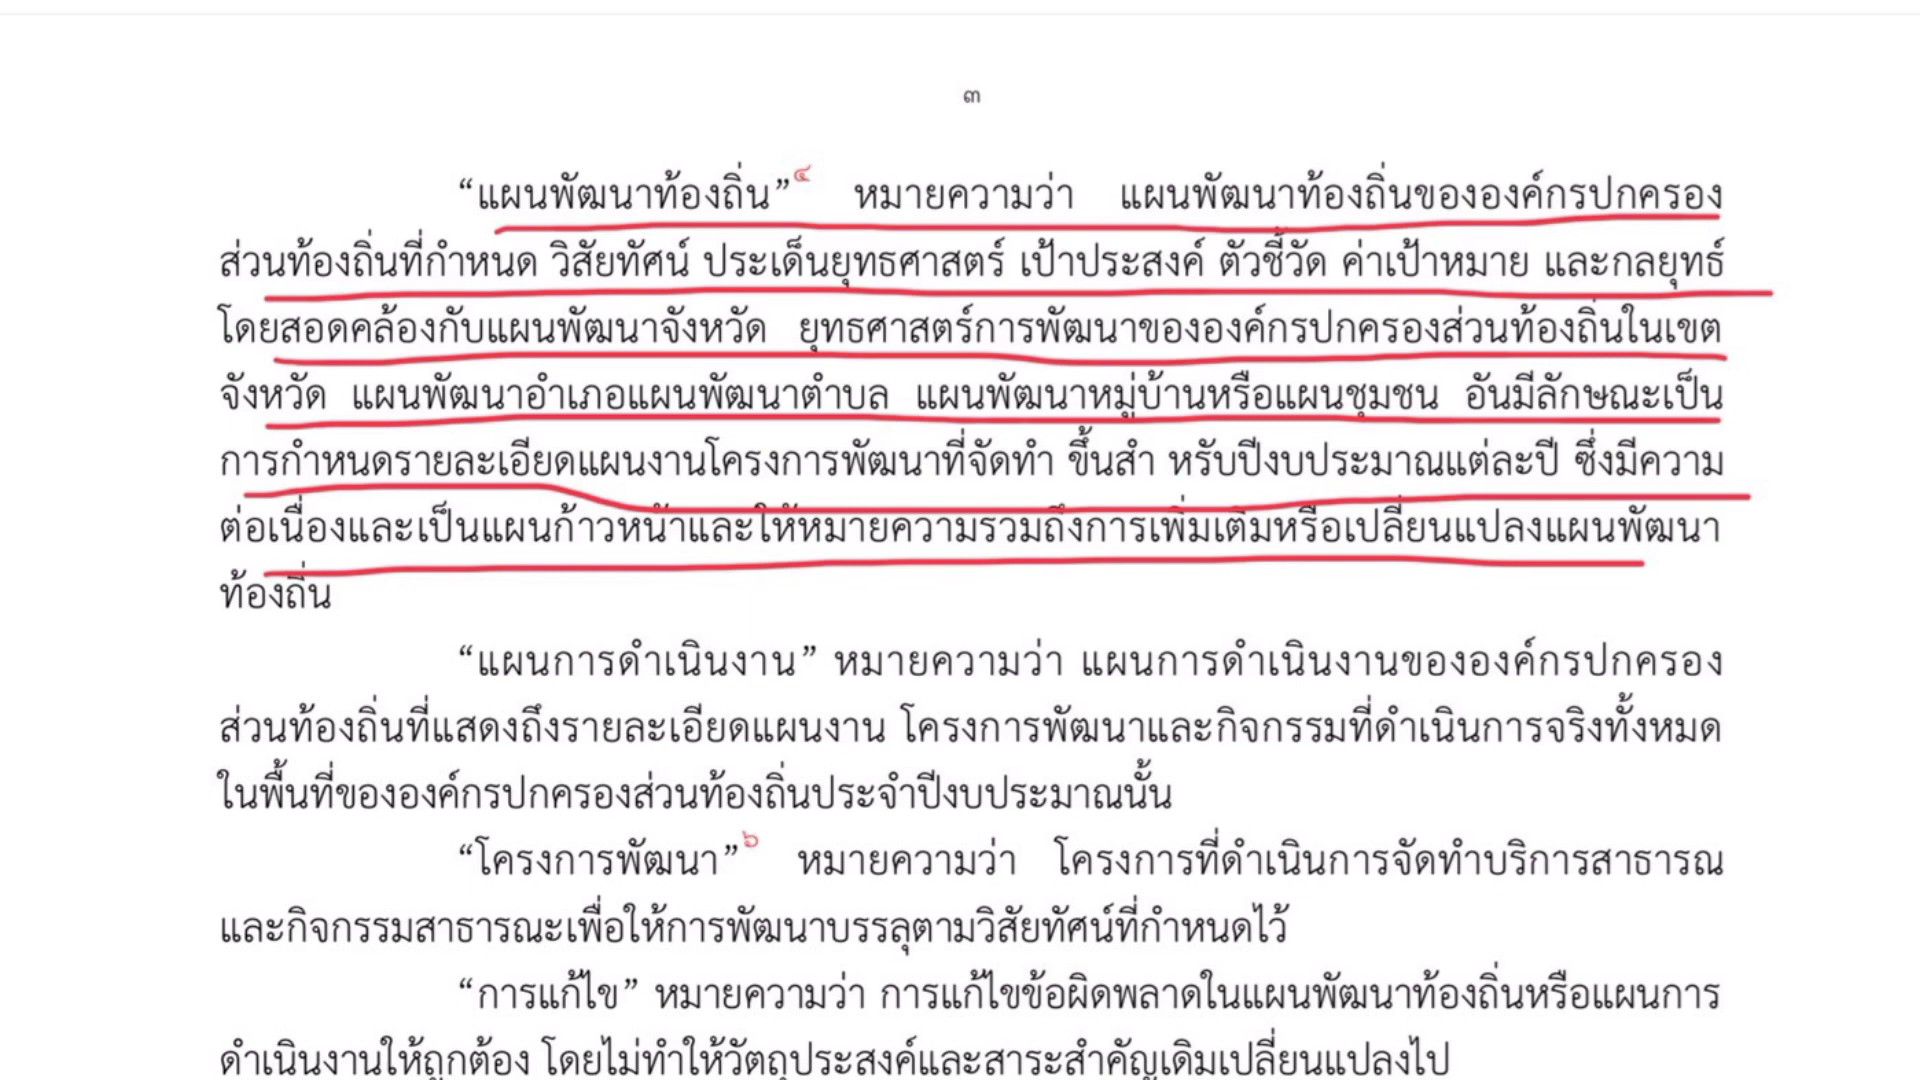 ๓
“แผนพัฒนาท้องถิ่น”๔ หมายความว่า แผนพัฒนาท้องถิ่นขององค์กรปกครอง
ส่วนท้องถิ่นที่กำหนด วิสัยทัศน์ ประเด็นยุทธศาสตร์ เป้าประสงค์ ตัวชี้วัด ค่าเป้าหมาย และกลยุทธ์
โดยสอดคล้องกับแผนพัฒนาจังหวัด ยุทธศาสตร์การพัฒนาขององค์กรปกครองส่วนท้องถิ่นในเขต
จังหวัด แผนพัฒนาอำเภอแผนพัฒนาตำบล แผนพัฒนาหมู่บ้านหรือแผนชุมชน อันมีลักษณะเป็น
การกำหนดรายละเอียดแผนงานโครงการพัฒนาที่จัดทำ ขึ้นสำ หรับปีงบประมาณแต่ละปี ซึ่งมีความ
ต่อเนื่องและเป็นแผนก้าวหน้าและให้หมายความรวมถึงการเพิ่มเติมหรือเปลี่ยนแปลงแผนพัฒนา
ท้องถิ่น
“แผนการดำเนินงาน” หมายความว่า แผนการดำเนินงานขององค์กรปกครอง
ส่วนท้องถิ่นที่แสดงถึงรายละเอียดแผนงาน โครงการพัฒนาและกิจกรรมที่ดำเนินการจริงทั้งหมด
ในพื้นที่ขององค์กรปกครองส่วนท้องถิ่นประจำปีงบประมาณนั้น
“โครงการพัฒนา”๖ หมายความว่า โครงการที่ดำเนินการจัดทำบริการสาธารณ
และกิจกรรมสาธารณะเพื่อให้การพัฒนาบรรลุตามวิสัยทัศน์ที่กำหนดไว้
“การแก้ไข” หมายความว่า การแก้ไขข้อผิดพลาดในแผนพัฒนาท้องถิ่นหรือแผนการ
ดำเนินงานให้ถูกต้อง โดยไม่ทำให้วัตถุประสงค์และสาระสำคัญเดิมเปลี่ยนแปลงไป